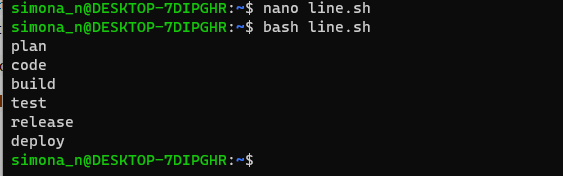 simona_n@DESKTOP-7DIPGHR:~$ nano line.sh
simona_n@DESKTOP-7DIPGHR:~$ bash line.sh
plan
code
build
test
release
deploy
simona_n@DESKTOP-7DIPGHR:~$